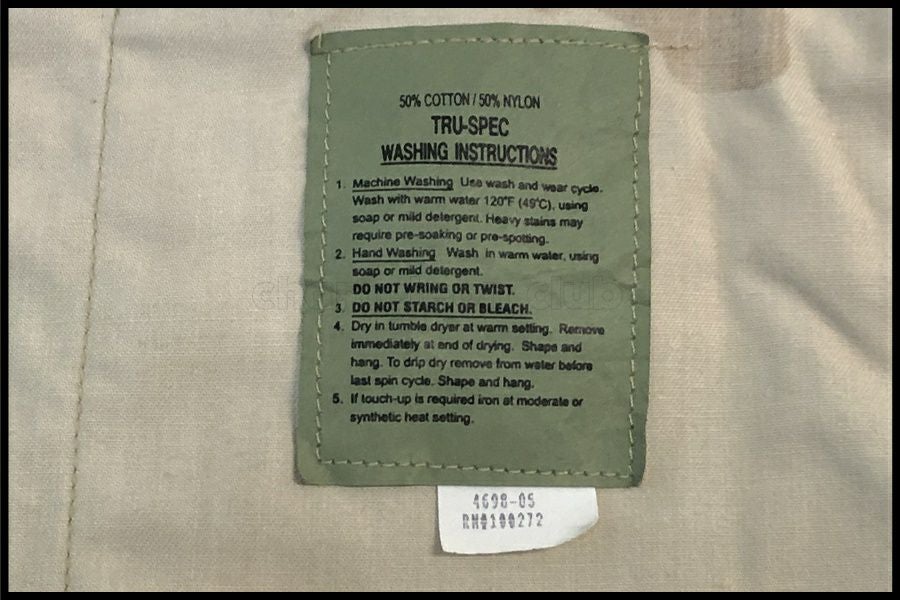 50% COTTON / 50% NYLON
TRU-SPEC
WASHING INSTRUCTIONS
1. Machine Washing Use wash and wear cycle.
Wash with warm water 120°F (49°C), using
soap or mild detergent. Heavy stains may
require pre-soaking or pre-spotting.
2. Hand Washing Wash in warm water, using
soap or mild detergent.
DO NOT WRING OR TWIST.
3. DO NOT STARCH OR BLEACH.
4. Dry in tumble dryer at warm setting. Remove
immediately at end of drying. Shape and
hang. To drip dry remove from water before
last spin cycle. Shape and hang.
5. If touch-up is required iron at moderate or
synthetic heat setting.
4698-05